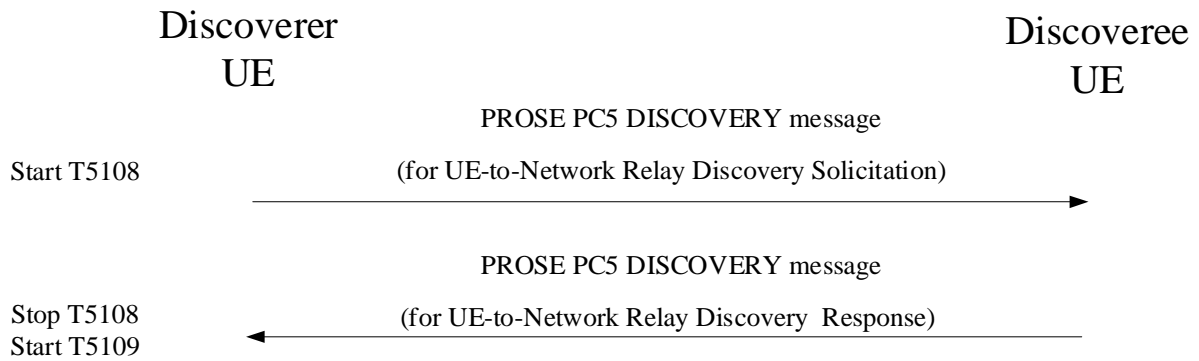 Discoverer
UE
Discoveree
UE
PROSE PC5 DISCOVERY message
Start T5108
(for UE-to-Network Relay Discovery Solicitation)
PROSE PC5 DISCOVERY message
Stop T5108
(for UE-to-Network Relay Discovery  Response)
Start T5109